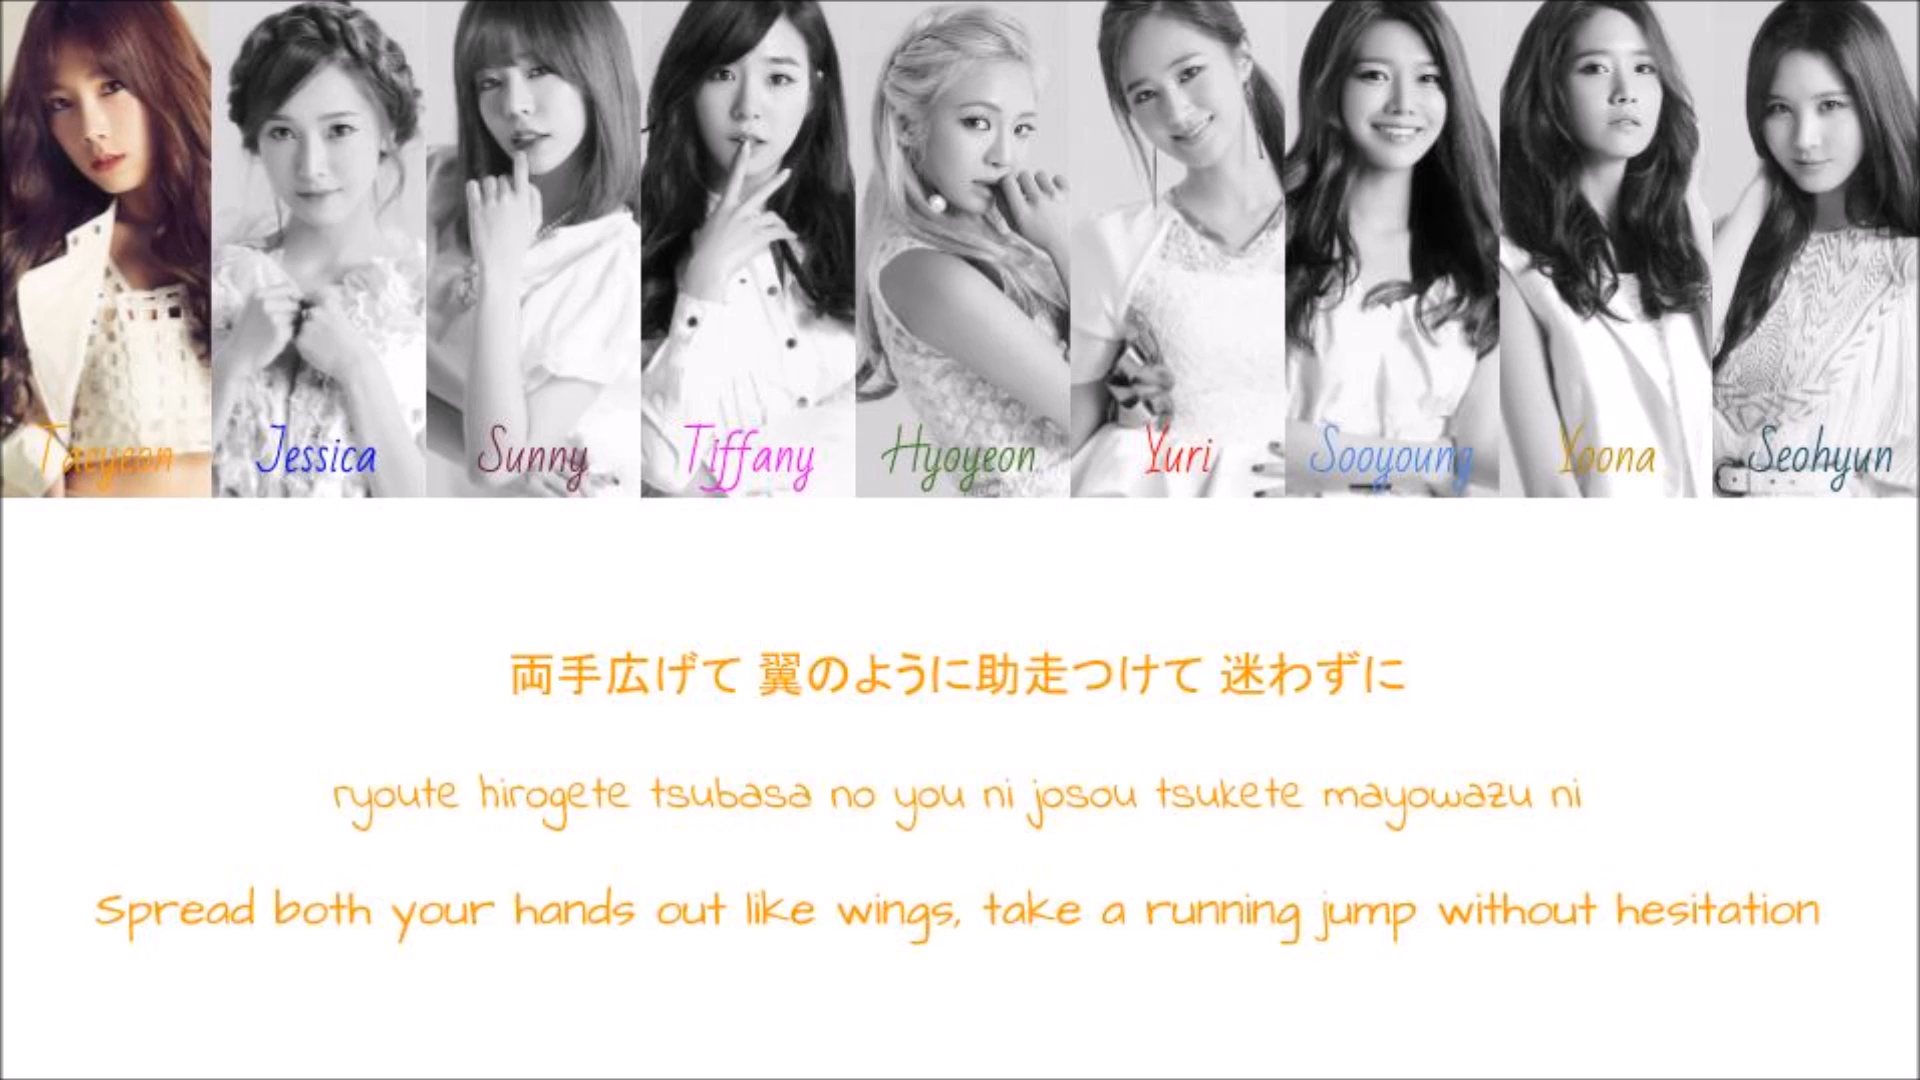 Taeyeon Jessica Sunny Tiffany Hyoyeon Yuri Sooyoung Yoona Seohyun
両手広げて 翼のように助走つけて 迷わずに
ryoute hirogete tsubasa no you ni josou tsukete mayowazu ni
Spread both your hands out like wings, take a running jump without hesitation